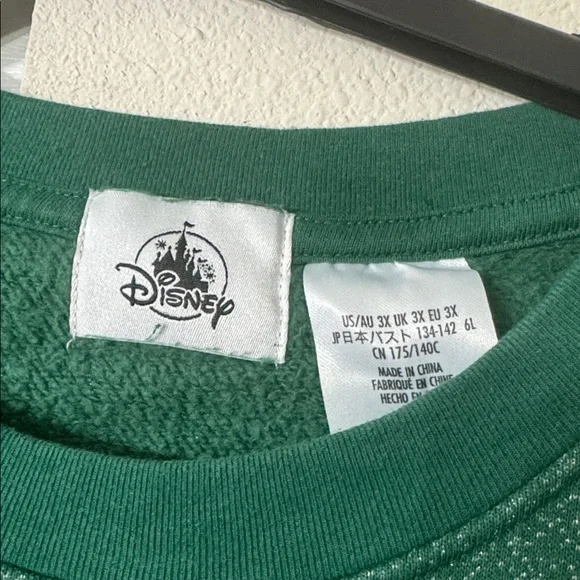 Disney
US/AU 3X UK 3X EU 3X
JP日本バスト 134-142 6L
CN 175/140C
MADE IN CHINA
FABRIQUÉ EN CHINE
HECHO EN